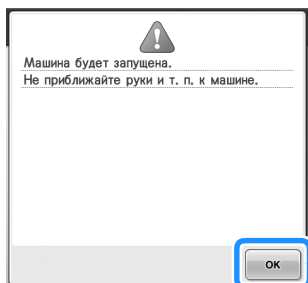 Машина будет запущена.
Не приближайте руки и т. п. к машине.
OK